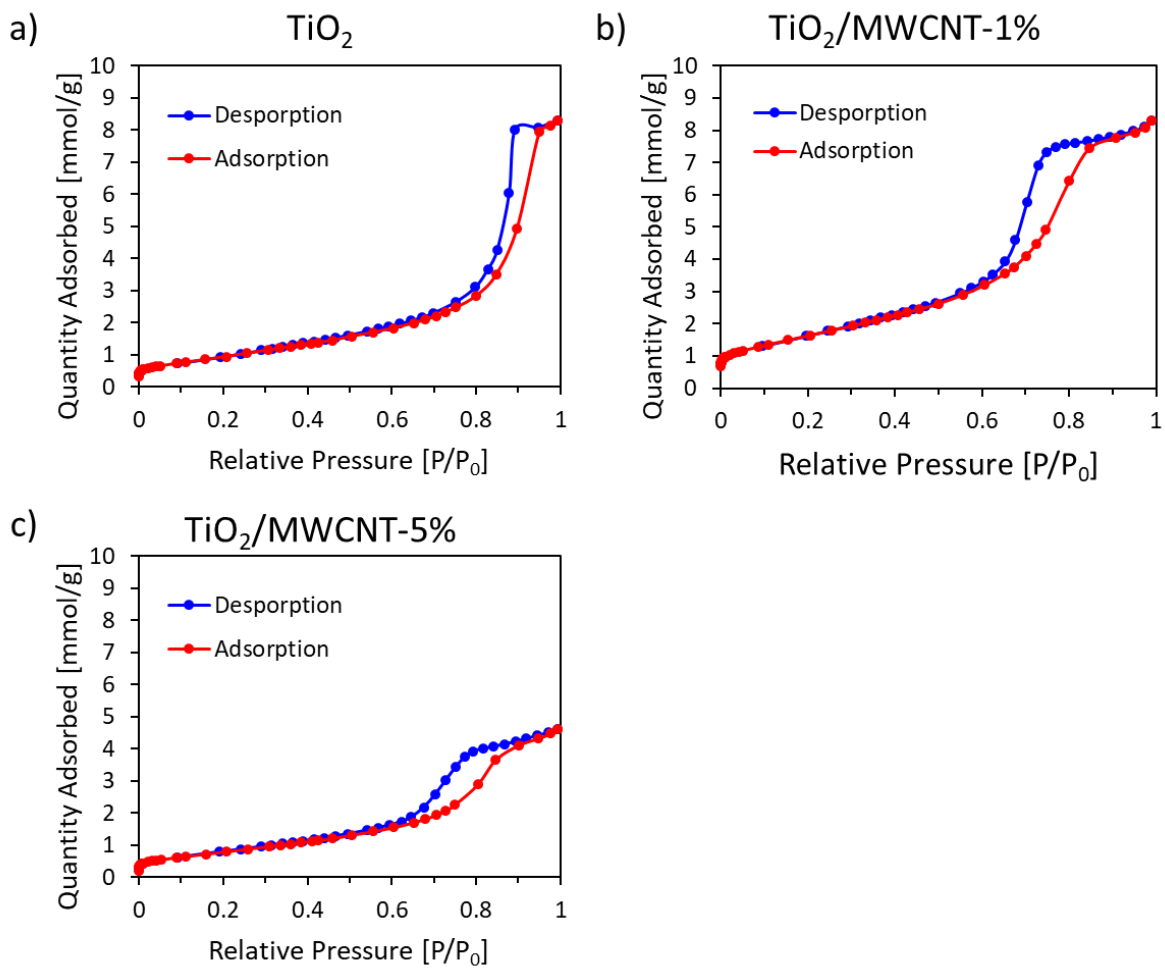 a)
TiO₂
10
9
8
7
6
5
4
3
2
1
0
Quantity Adsorbed [mmol/g]
Desporption
Adsorption
0 0.2 0.4 0.6 0.8 1
Relative Pressure [P/P₀]
b)
TiO₂/MWCNT-1%
10
9
8
7
6
5
4
3
2
1
0
Quantity Adsorbed [mmol/g]
Desporption
Adsorption
0 0.2 0.4 0.6 0.8 1
Relative Pressure [P/P₀]
c)
TiO₂/MWCNT-5%
10
9
8
7
6
5
4
3
2
1
0
Quantity Adsorbed [mmol/g]
Desporption
Adsorption
0 0.2 0.4 0.6 0.8 1
Relative Pressure [P/P₀]